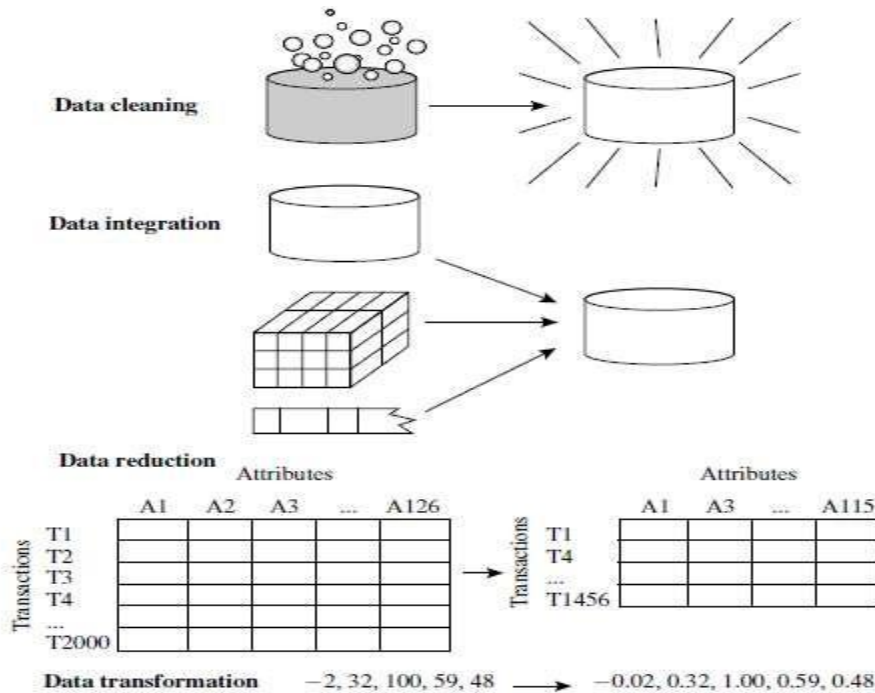 Data cleaning
Data integration
Data reduction
Attributes
A1 A2 A3 ... A126
Transactions
T1
T2
T3
T4
...
T2000
Attributes
A1 A3 ... A115
Transactions
T1
T4
...
T1456
Data transformation −2, 32, 100, 59, 48 −0.02, 0.32, 1.00, 0.59, 0.48